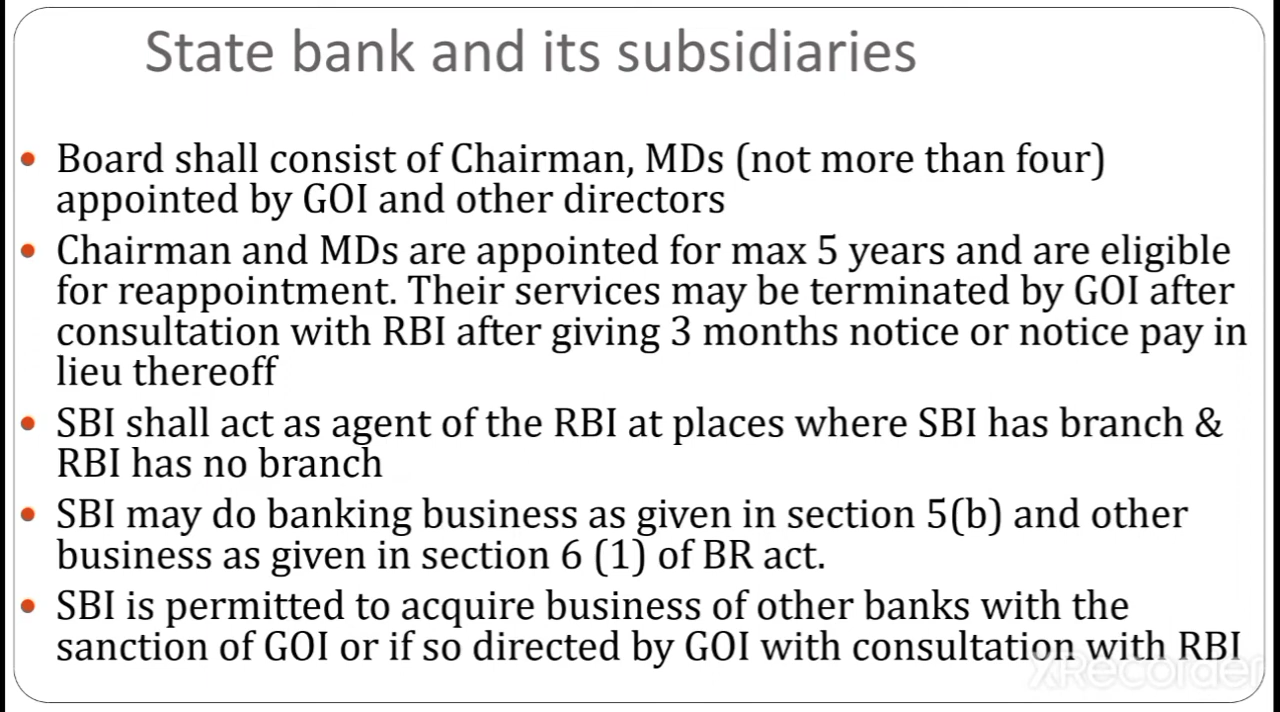 State bank and its subsidiaries
• Board shall consist of Chairman, MDs (not more than four)
appointed by GOI and other directors
• Chairman and MDs are appointed for max 5 years and are eligible
for reappointment. Their services may be terminated by GOI after
consultation with RBI after giving 3 months notice or notice pay in
lieu thereoff
• SBI shall act as agent of the RBI at places where SBI has branch &
RBI has no branch
• SBI may do banking business as given in section 5(b) and other
business as given in section 6 (1) of BR act.
• SBI is permitted to acquire business of other banks with the
sanction of GOI or if so directed by GOI with consultation with RBI
XRecorder